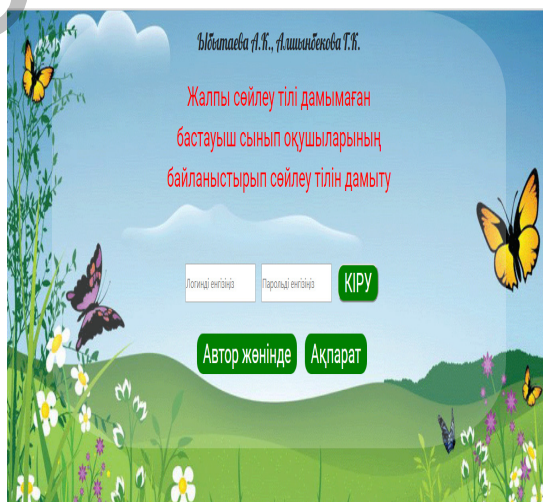 Ыбытаева А.К., Алшынбекова Г.К.
Жалпы сөйлеу тілі дамымаған
бастауыш сынып оқушыларының
байланыстырып сөйлеу тілін дамыту
Логинді енгізіңіз Парольді енгізіңіз КІРУ
Автор жөнінде Ақпарат